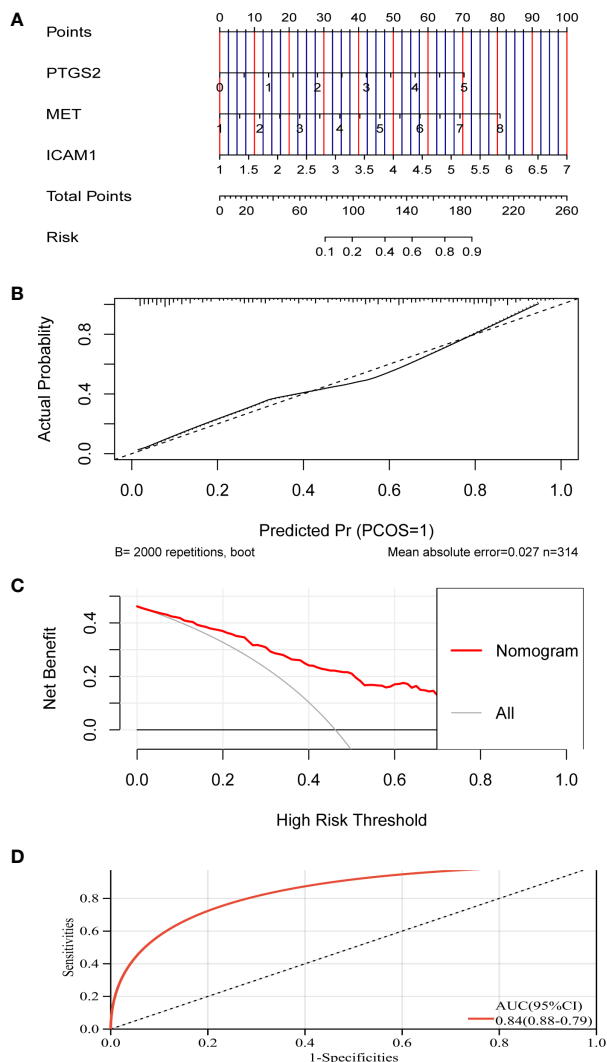 A
Points
0 10 20 30 40 50 60 70 80 90 100
PTGS2
0 1 2 3 4 5
MET
1 2 3 4 5 6 7 8
ICAM1
1 1.5 2 2.5 3 3.5 4 4.5 5 5.5 6 6.5 7
Total Points
0 20 60 100 140 180 220 260
Risk
0.1 0.2 0.4 0.6 0.8 0.9
B
Actual Probablity
0.8
0.4
0.0
0.0 0.2 0.4 0.6 0.8 1.0
Predicted Pr (PCOS=1)
B= 2000 repetitions, boot Mean absolute error=0.027 n=314
C
Net Benefit
0.4
0.2
0.0
Nomogram
All
0.0 0.2 0.4 0.6 0.8 1.0
High Risk Threshold
D
Sensitivities
0.8
0.6
0.4
0.2
0.0
AUC(95%CI)
0.84(0.88-0.79)
0.2 0.4 0.6 0.8 1.0
1-Specificities